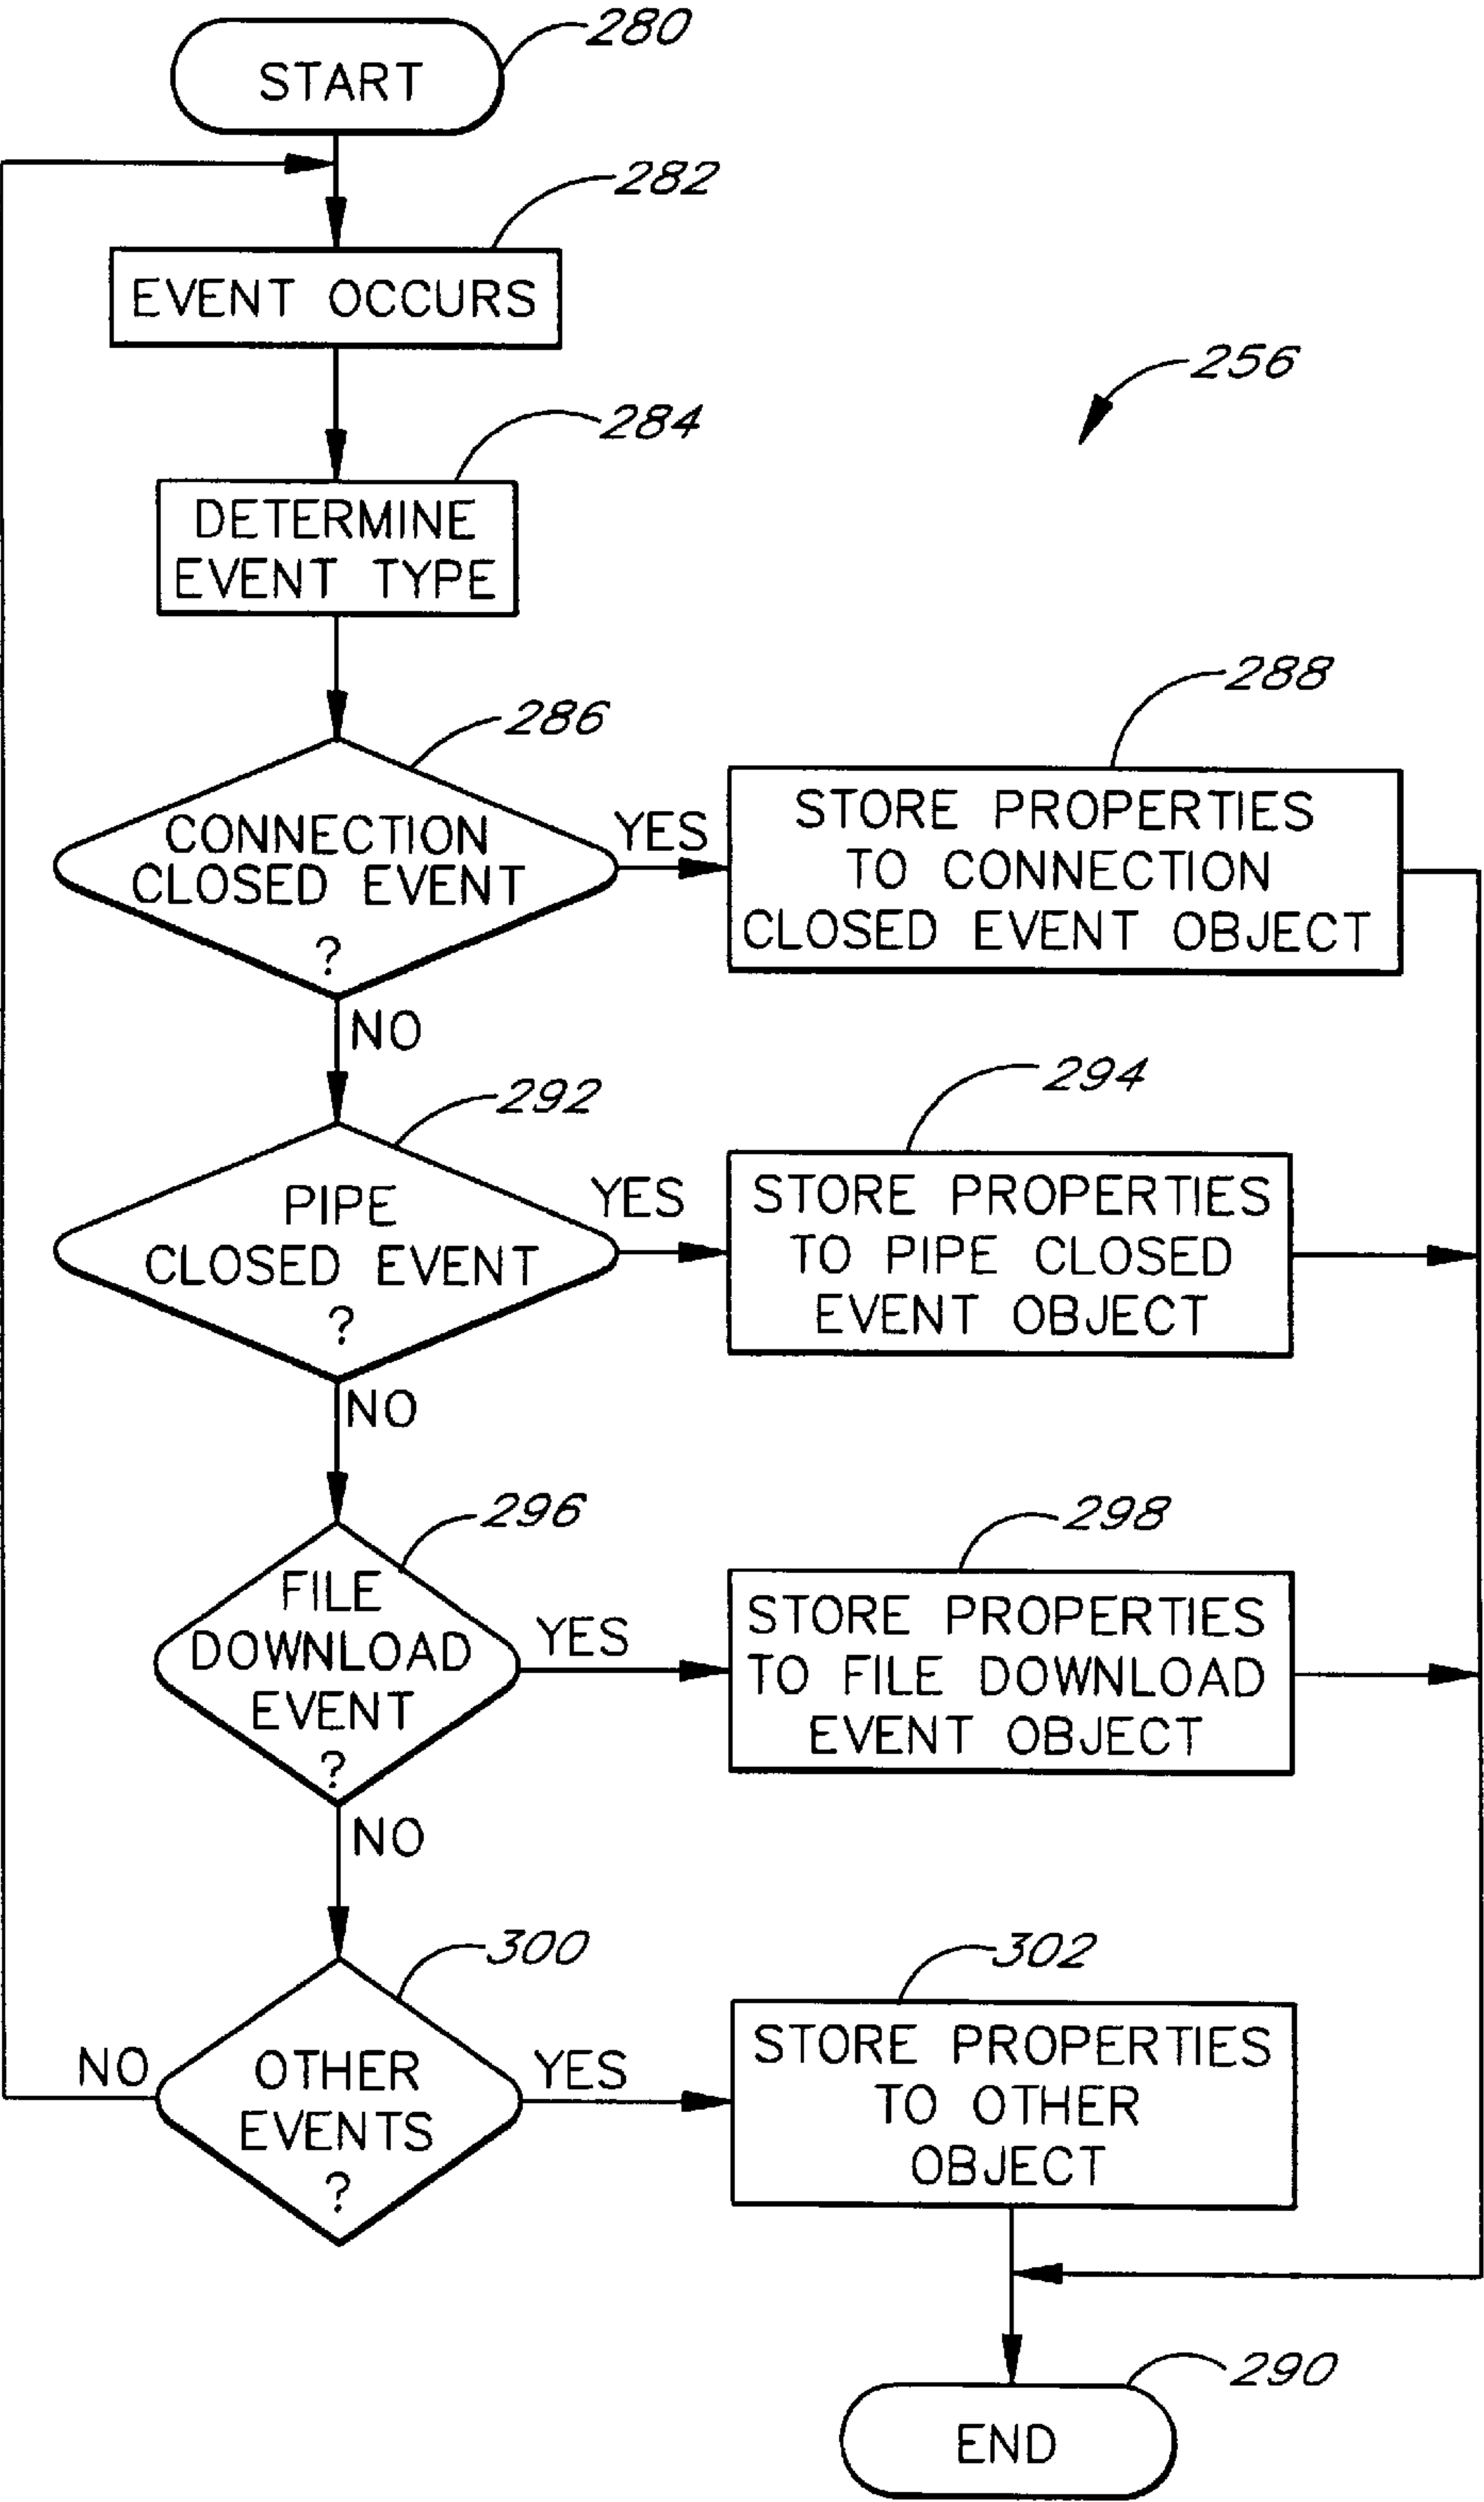 280
START
282
EVENT OCCURS
256
284
DETERMINE
EVENT TYPE
288
286
CONNECTION
CLOSED EVENT
?
YES
STORE PROPERTIES
TO CONNECTION
CLOSED EVENT OBJECT
NO
294
292
PIPE
CLOSED EVENT
?
YES
STORE PROPERTIES
TO PIPE CLOSED
EVENT OBJECT
NO
296
298
FILE
DOWNLOAD
EVENT
?
YES
STORE PROPERTIES
TO FILE DOWNLOAD
EVENT OBJECT
NO
300
302
NO
OTHER
EVENTS
?
YES
STORE PROPERTIES
TO OTHER
OBJECT
290
END